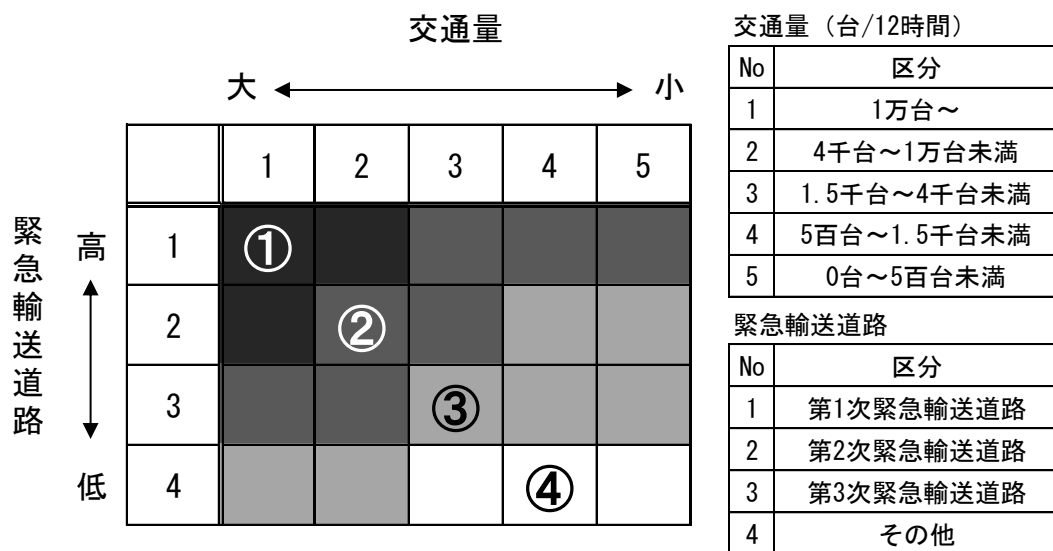 交通量
大 小
1 2 3 4 5
緊急輸送道路
高
低
1 ①
2 ②
3 ③
4 ④
交通量（台/12時間）
No 区分
1 1万台～
2 4千台～1万台未満
3 1.5千台～4千台未満
4 5百台～1.5千台未満
5 0台～5百台未満
緊急輸送道路
No 区分
1 第1次緊急輸送道路
2 第2次緊急輸送道路
3 第3次緊急輸送道路
4 その他